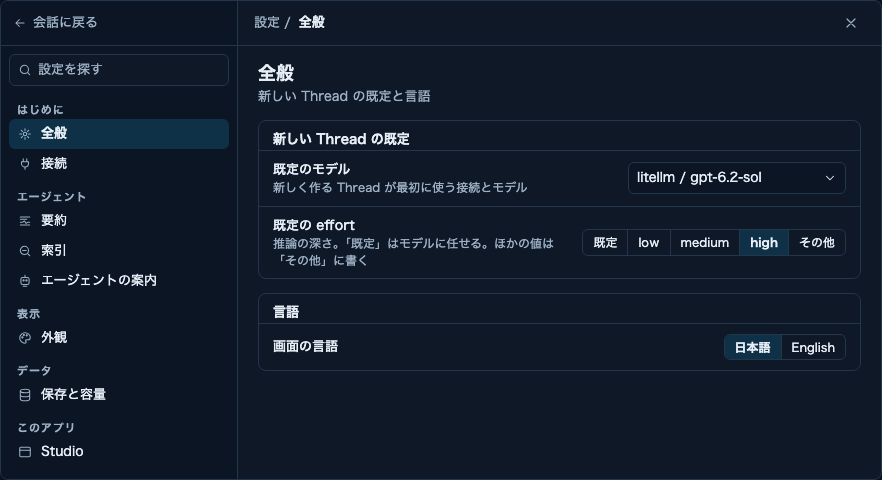 会話に戻る
設定を探す
はじめに
全般
接続
エージェント
要約
索引
エージェントの案内
表示
外観
データ
保存と容量
このアプリ
Studio
設定 / 全般
全般
新しい Thread の既定と言語
新しい Thread の既定
既定のモデル
新しく作る Thread が最初に使う接続とモデル
litellm / gpt-6.2-sol
既定の effort
推論の深さ。「既定」はモデルに任せる。ほかの値は
「その他」に書く
既定 low medium high その他
言語
画面の言語
日本語 English